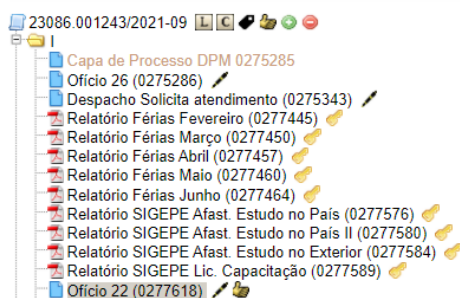 23086.001243/2021-09 L C
I
Capa de Processo DPM 0275285
Ofício 26 (0275286)
Despacho Solicita atendimento (0275343)
Relatório Férias Fevereiro (0277445)
Relatório Férias Março (0277450)
Relatório Férias Abril (0277457)
Relatório Férias Maio (0277460)
Relatório Férias Junho (0277464)
Relatório SIGEPE Afast. Estudo no País (0277576)
Relatório SIGEPE Afast. Estudo no País II (0277580)
Relatório SIGEPE Afast. Estudo no Exterior (0277584)
Relatório SIGEPE Lic. Capacitação (0277589)
Ofício 22 (0277618)